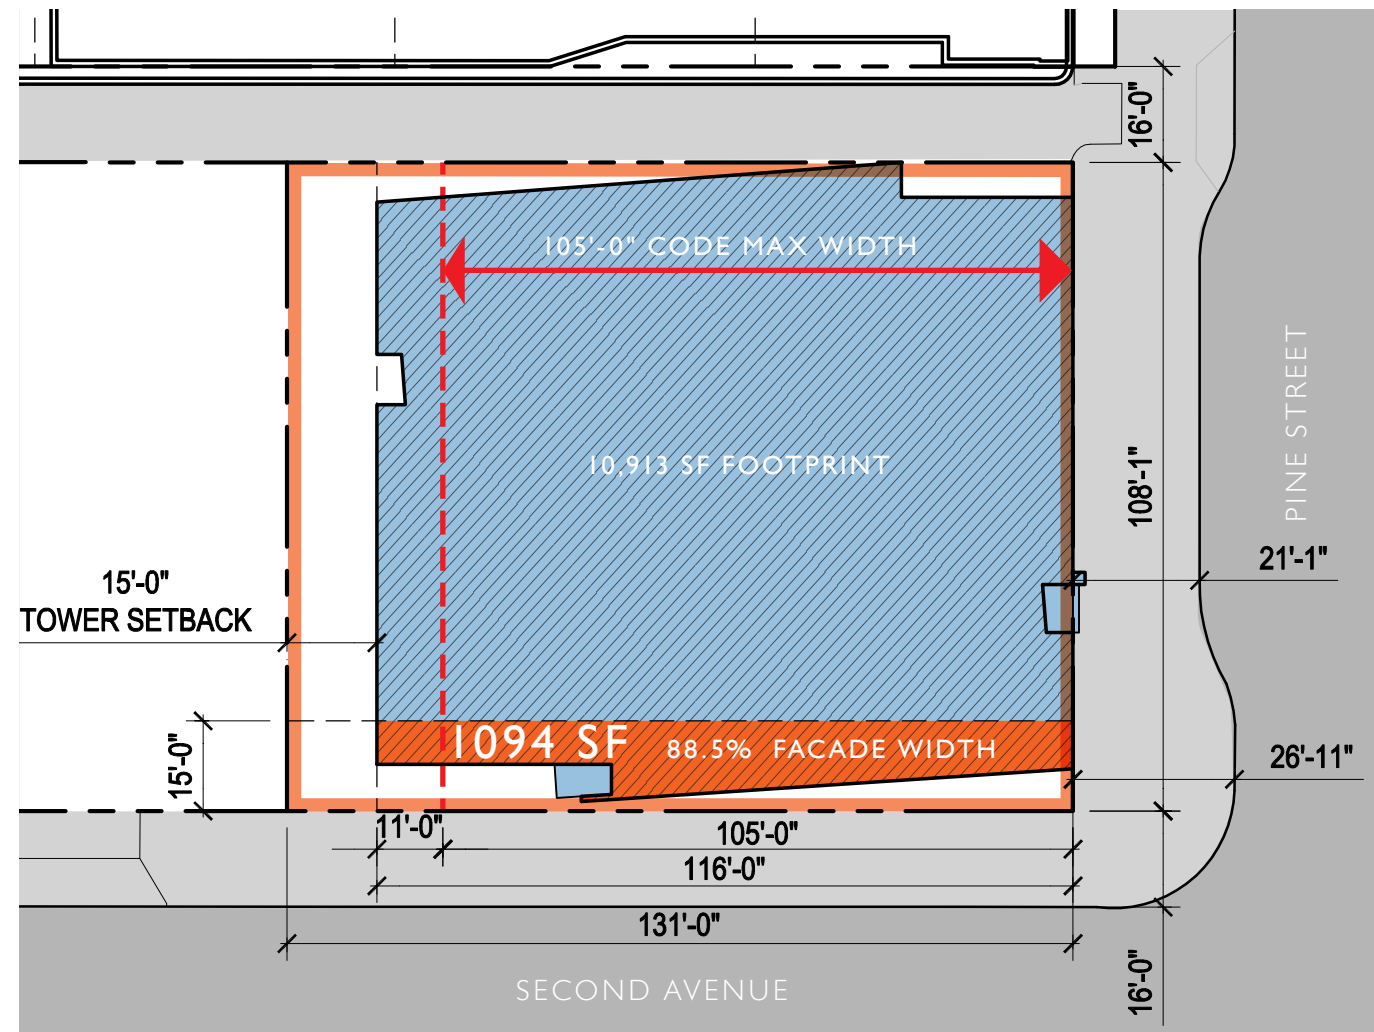 16'-0"
105'-0" CODE MAX WIDTH
PINE STREET
10,913 SF FOOTPRINT
108'-1"
21'-1"
15'-0"
TOWER SETBACK
1094 SF 88.5% FACADE WIDTH
15'-0"
26'-11"
11'-0"
105'-0"
116'-0"
131'-0"
SECOND AVENUE
16'-0"